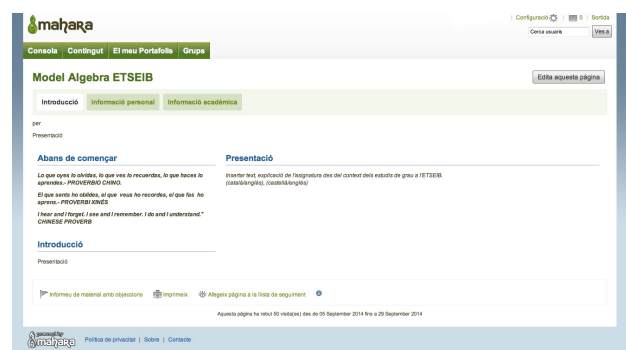 mahara
Configuració | 0 | Sortida
Cerca usuaris Ves a
Consola Contingut El meu Portafolis Grups
Model Algebra ETSEIB
Edita aquesta pàgina
Introducció Informació personal Informació acadèmica
per
Presentació
Abans de començar
Lo que oyes lo olvidas, lo que ves lo recuerdas, lo que haces lo
aprendes.- PROVERBIO CHINO.
El que sents ho oblides, el que veus ho recordes, el que fas ho
aprens.- PROVERBI XINÈS
I hear and I forget. I see and I remember. I do and I understand."
CHINESE PROVERB
Presentació
Insertar text, explicació de l'asignatura des del context dels estudis de grau a l'ETSEIB.
(català/anglès), (castellà/anglès)
Introducció
Presentació
Informeu de material amb objeccions Imprimeix Afegeix pàgina a la llista de seguiment
Aquesta pàgina ha rebut 50 visita(es) des de 05 September 2014 fins a 29 September 2014
powered by
mahara
Política de privacitat | Sobre | Contacte